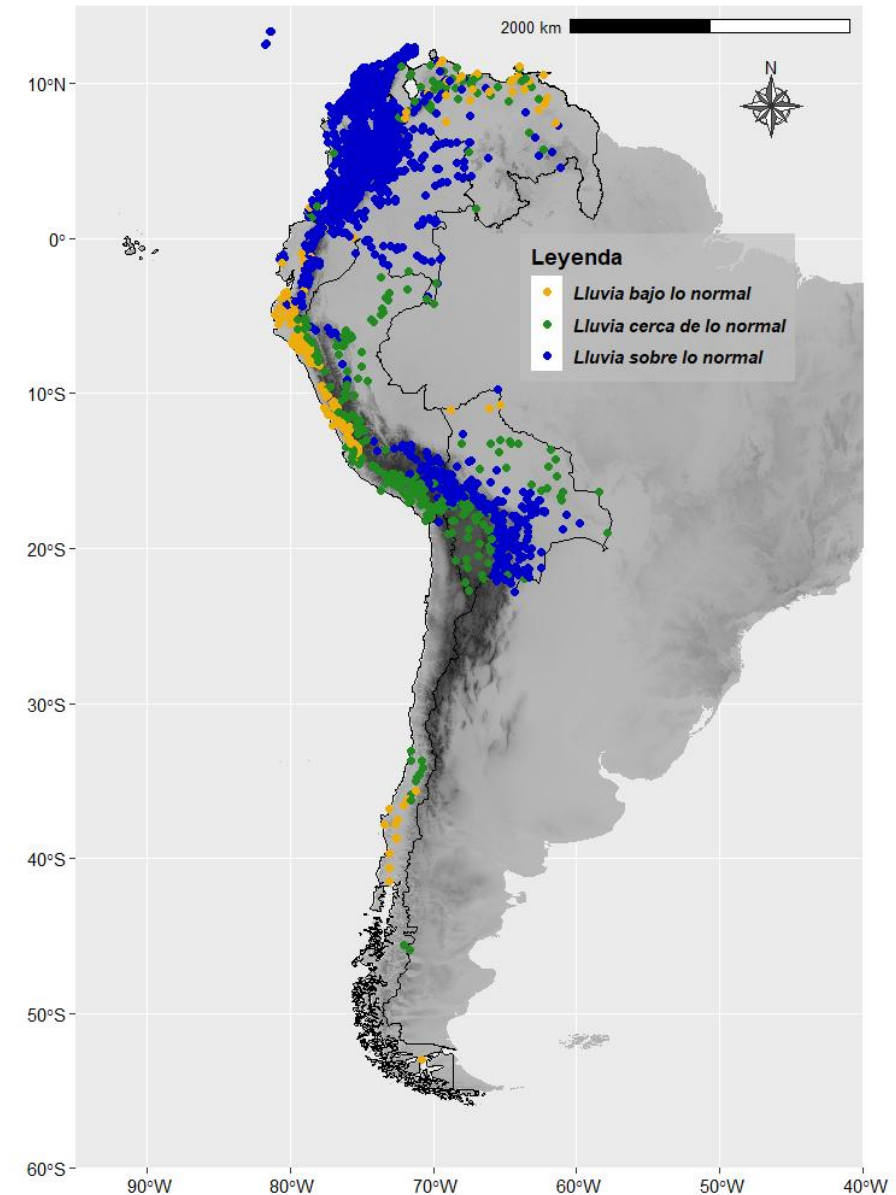 2000 km
N
10°N
0°
10°S
20°S
30°S
40°S
50°S
60°S
Leyenda
Lluvia bajo lo normal
Lluvia cerca de lo normal
Lluvia sobre lo normal
90°W
80°W
70°W
60°W
50°W
40°W